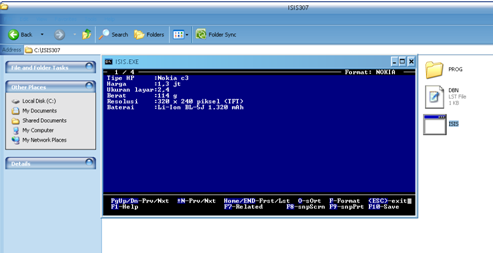 ISIS307
Back
Search
Folders
Folder Sync
Address
C:\ISIS307
File and Folder Tasks
Other Places
Local Disk (C:)
My Documents
Shared Documents
My Computer
My Network Places
Details
ISIS.EXE
1 / 4
Format: NOKIA
Tipe HP :Nokia c3
Harga :1,3 jt
Ukuran layar:2,4
Berat :114 g
Resolusi :320 x 240 piksel (TFT)
Baterai :Li-Ion BL-5J 1.320 mAh
PgUp/Dn-Prv/Nxt ↑N-Prv/Nxt Home/END-Frst/Lst O-sOrt F-Format <ESC>-exit
F1-Help F7-Related F8-snpScrn F9-snpPrt F10-Save
PROG
DBN
LST File
1 KB
ISIS